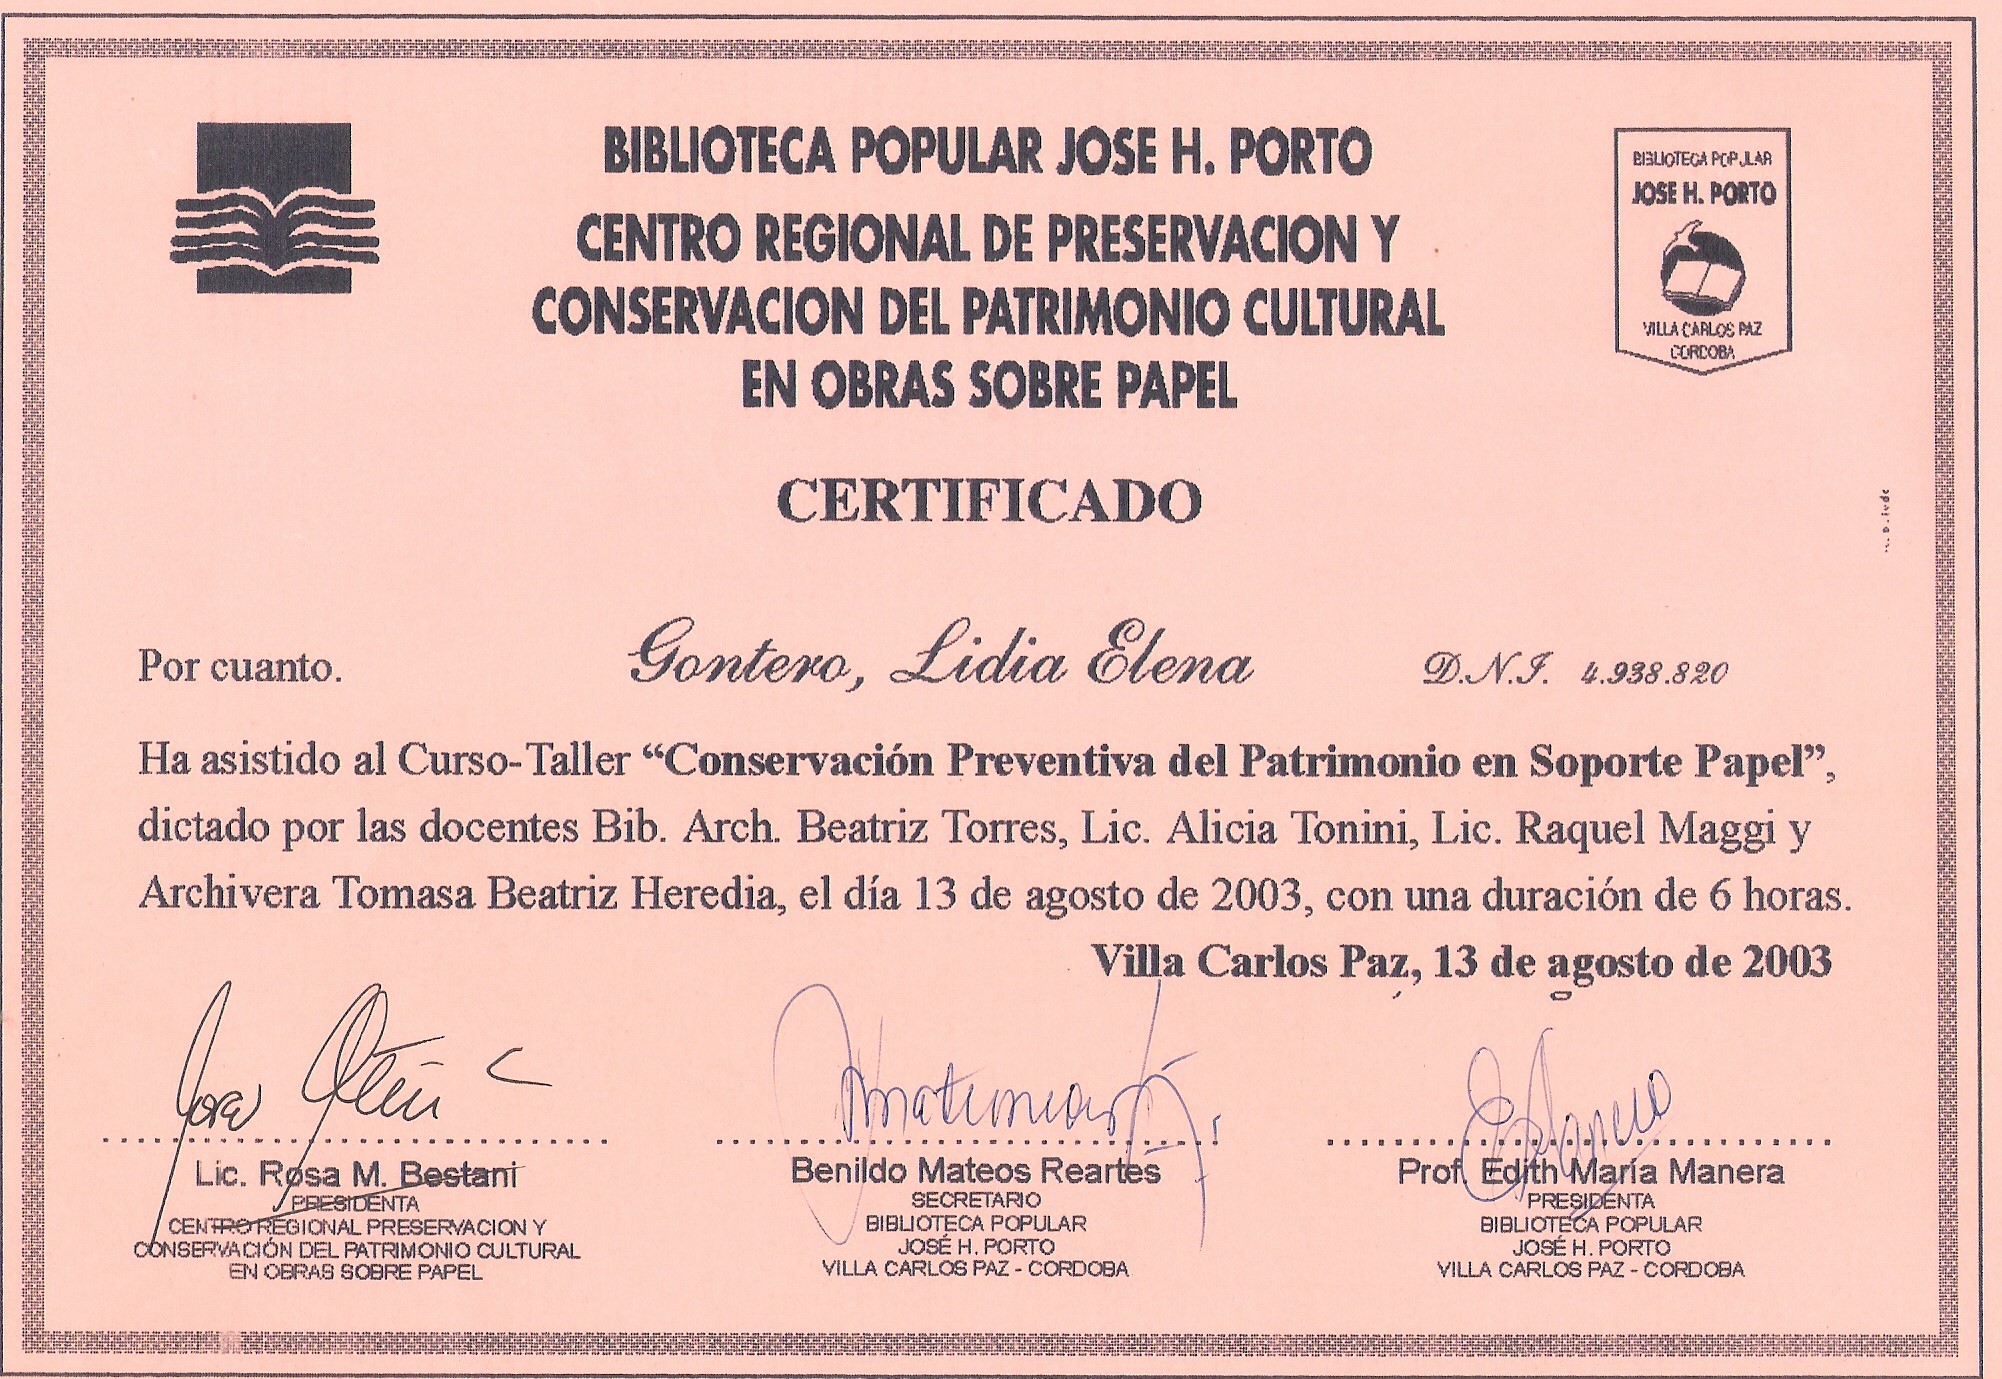 BIBLIOTECA POPULAR JOSE H. PORTO
CENTRO REGIONAL DE PRESERVACION Y
CONSERVACION DEL PATRIMONIO CULTURAL
EN OBRAS SOBRE PAPEL
BIBLIOTECA POPULAR
JOSE H. PORTO
VILLA CARLOS PAZ
CORDOBA
CERTIFICADO
Por cuanto. Gontero, Lidia Elena D.N.I. 4.938.820
Ha asistido al Curso-Taller “Conservación Preventiva del Patrimonio en Soporte Papel”,
dictado por las docentes Bib. Arch. Beatriz Torres, Lic. Alicia Tonini, Lic. Raquel Maggi y
Archivera Tomasa Beatriz Heredia, el día 13 de agosto de 2003, con una duración de 6 horas.
Villa Carlos Paz, 13 de agosto de 2003
Lic. Rosa M. Bestani
PRESIDENTA
CENTRO REGIONAL PRESERVACION Y
CONSERVACIÓN DEL PATRIMONIO CULTURAL
EN OBRAS SOBRE PAPEL
Benildo Mateos Reartes
SECRETARIO
BIBLIOTECA POPULAR
JOSÉ H. PORTO
VILLA CARLOS PAZ - CORDOBA
Prof. Edith María Manera
PRESIDENTA
BIBLIOTECA POPULAR
JOSÉ H. PORTO
VILLA CARLOS PAZ - CORDOBA